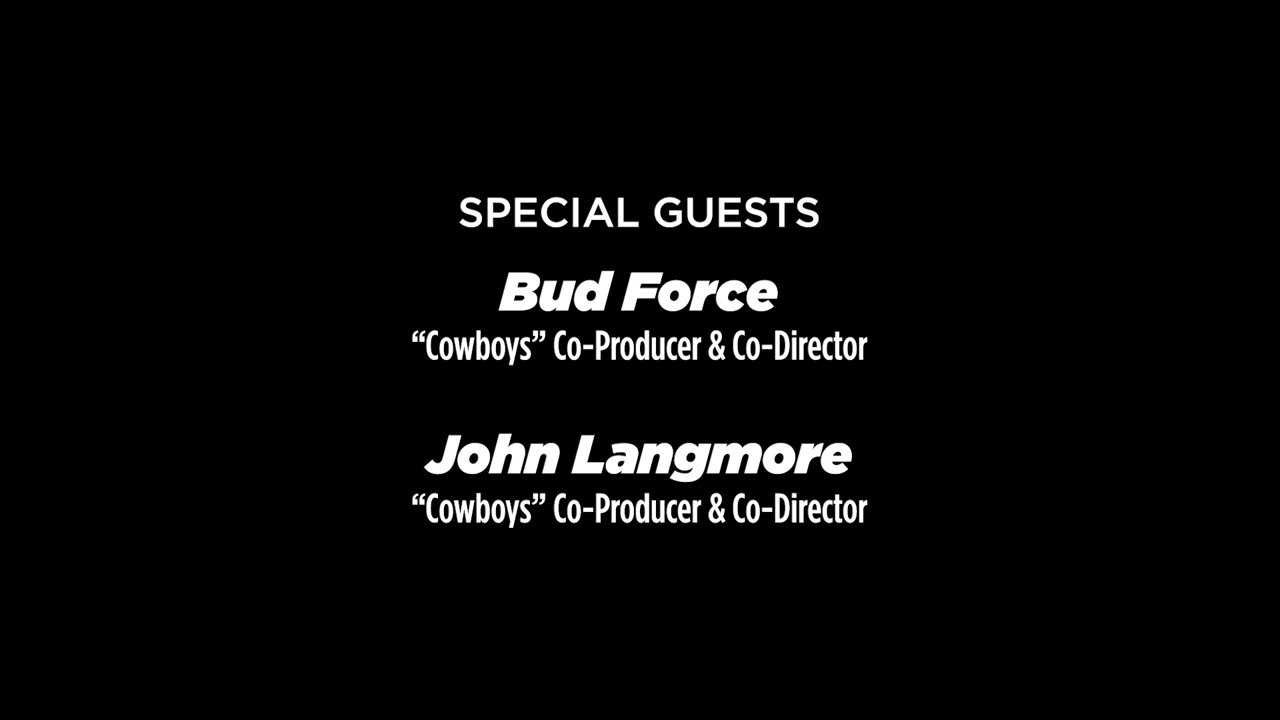 SPECIAL GUESTS
Bud Force
“Cowboys” Co-Producer & Co-Director
John Langmore
“Cowboys” Co-Producer & Co-Director